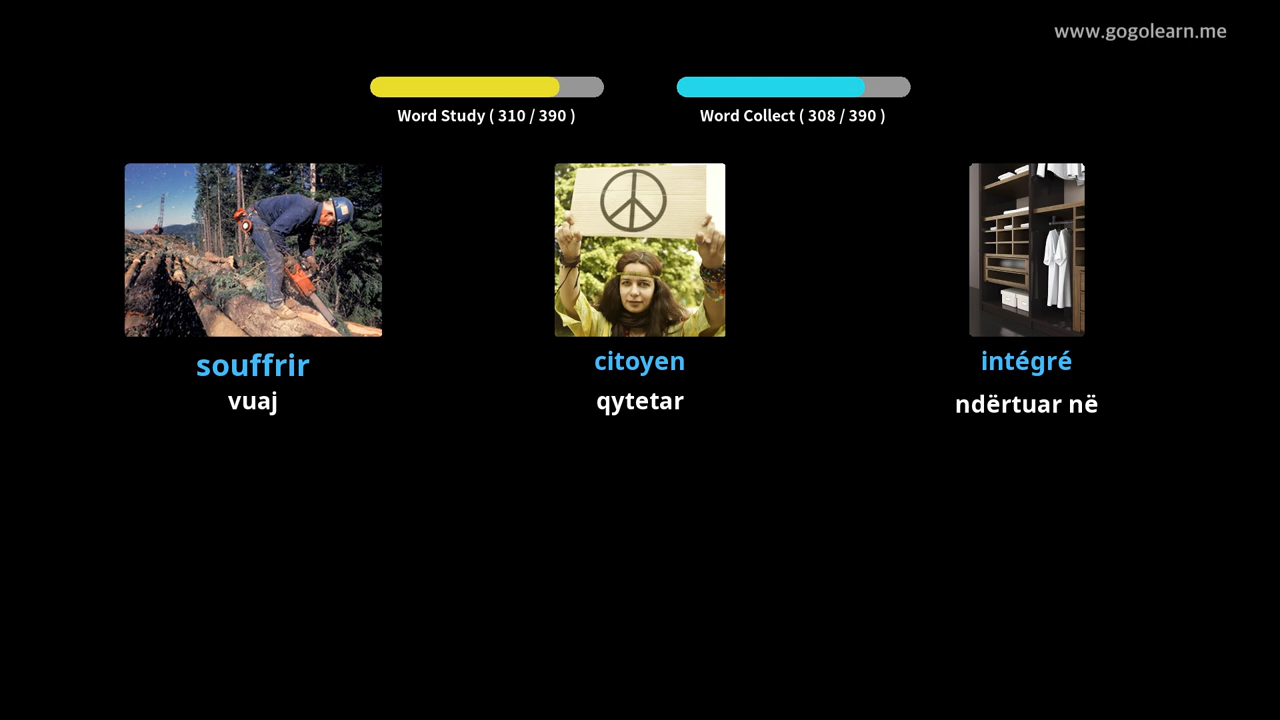 www.gogolearn.me
Word Study ( 310 / 390 )
Word Collect ( 308 / 390 )
souffrir
vuaj
citoyen
qytetar
intégré
ndërtuar në